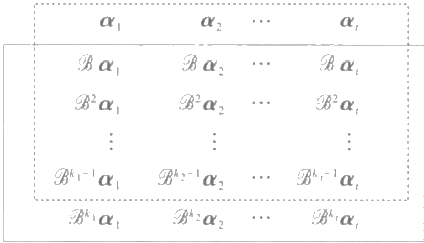 α₁ α₂ ⋯ αₜ
ℬα₁ ℬα₂ ⋯ ℬαₜ
ℬ²α₁ ℬ²α₂ ⋯ ℬ²αₜ
⋮ ⋮ ⋮
ℬ^{k₁−1}α₁ ℬ^{k₂−1}α₂ ⋯ ℬ^{kₜ−1}αₜ
ℬ^{k₁}α₁ ℬ^{k₂}α₂ ⋯ ℬ^{kₜ}αₜ